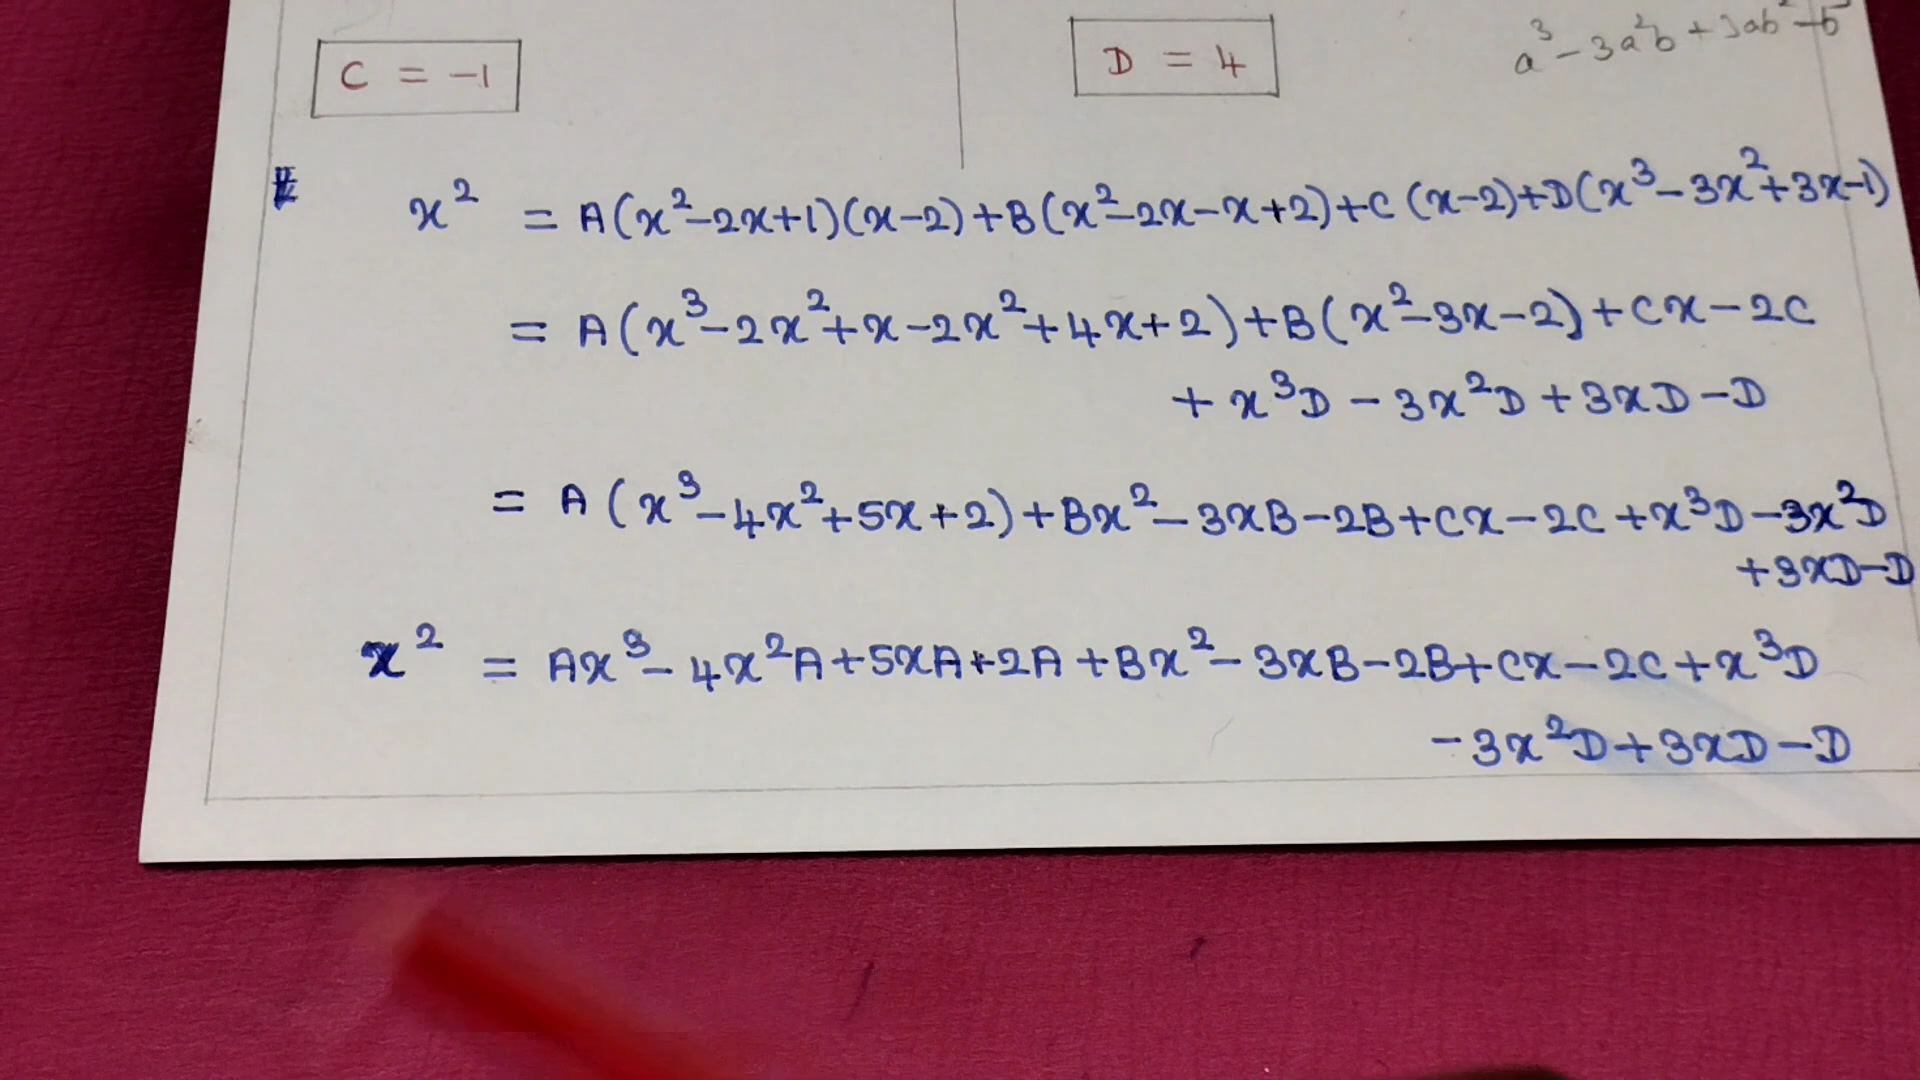 C = -1
D = 4
a³ - 3a²b + 3ab² - b
x² = A(x²-2x+1)(x-2)+B(x²-2x-x+2)+C(x-2)+D(x³-3x²+3x-1)
= A(x³-2x²+x-2x²+4x+2)+B(x²-3x-2)+Cx-2C
+ x³D - 3x²D + 3xD - D
= A(x³-4x²+5x+2)+Bx²-3xB-2B+Cx-2C+x³D-3x²D
+3xD-D
x² = Ax³-4x²A+5xA+2A+Bx²-3xB-2B+Cx-2C+x³D
-3x²D+3xD-D